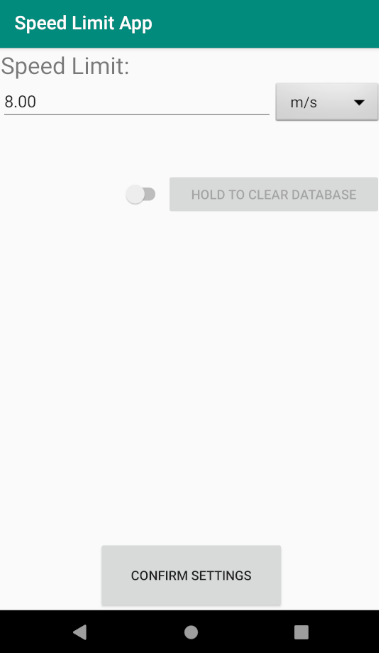 Speed Limit App
Speed Limit:
8.00 m/s
HOLD TO CLEAR DATABASE
CONFIRM SETTINGS